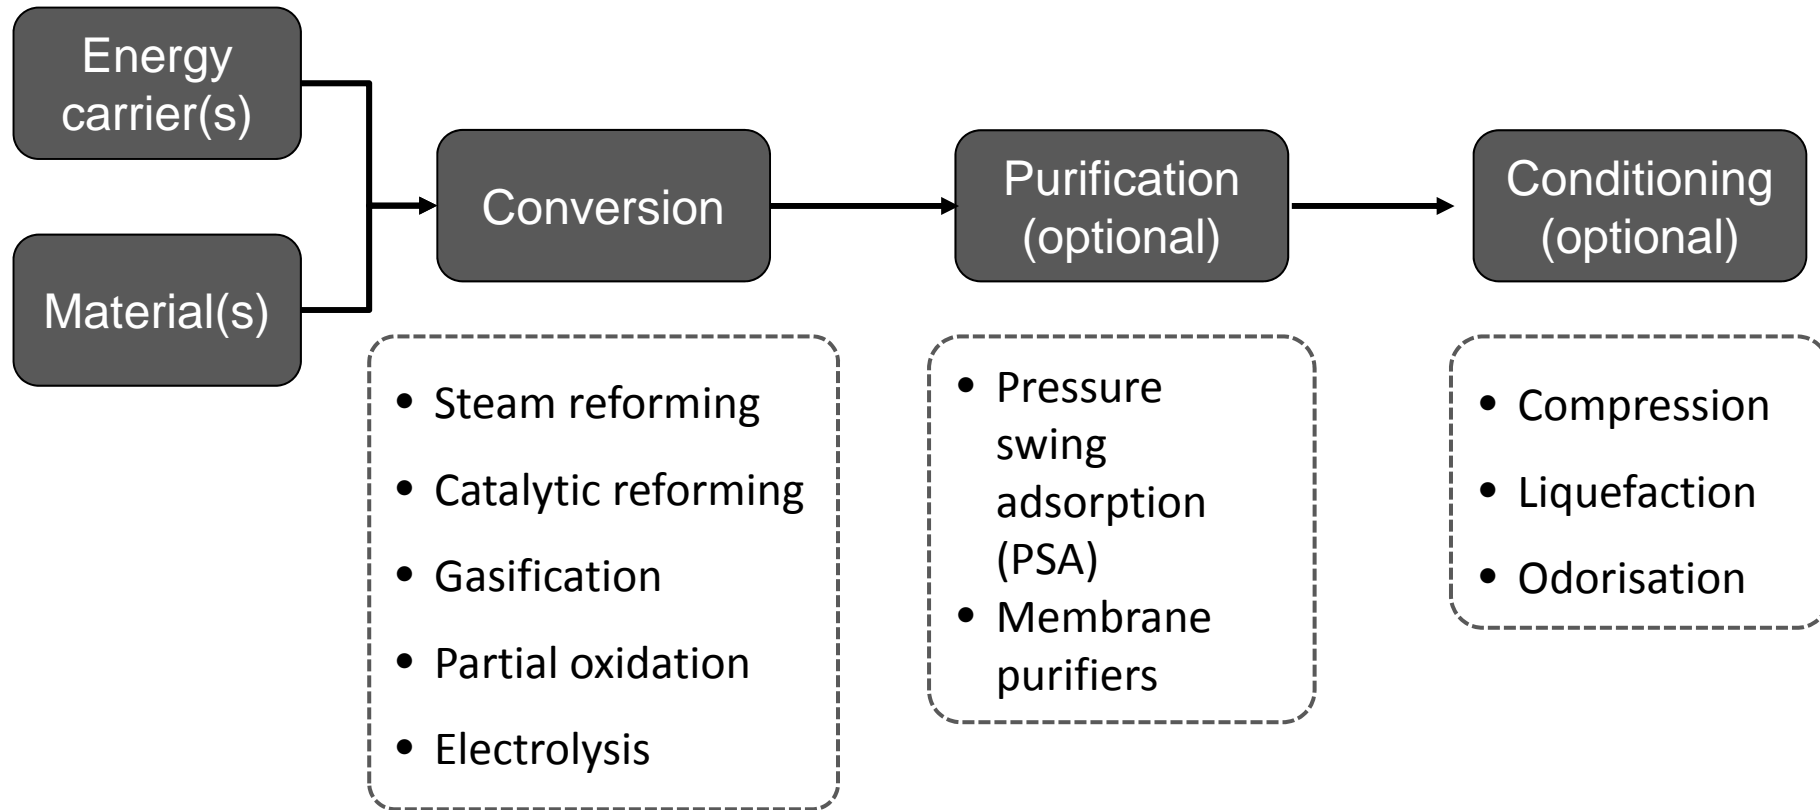 Energy
carrier(s)
Material(s)
Conversion
Purification
(optional)
Conditioning
(optional)
• Steam reforming
• Catalytic reforming
• Gasification
• Partial oxidation
• Electrolysis
• Pressure
swing
adsorption
(PSA)
• Membrane
purifiers
• Compression
• Liquefaction
• Odorisation